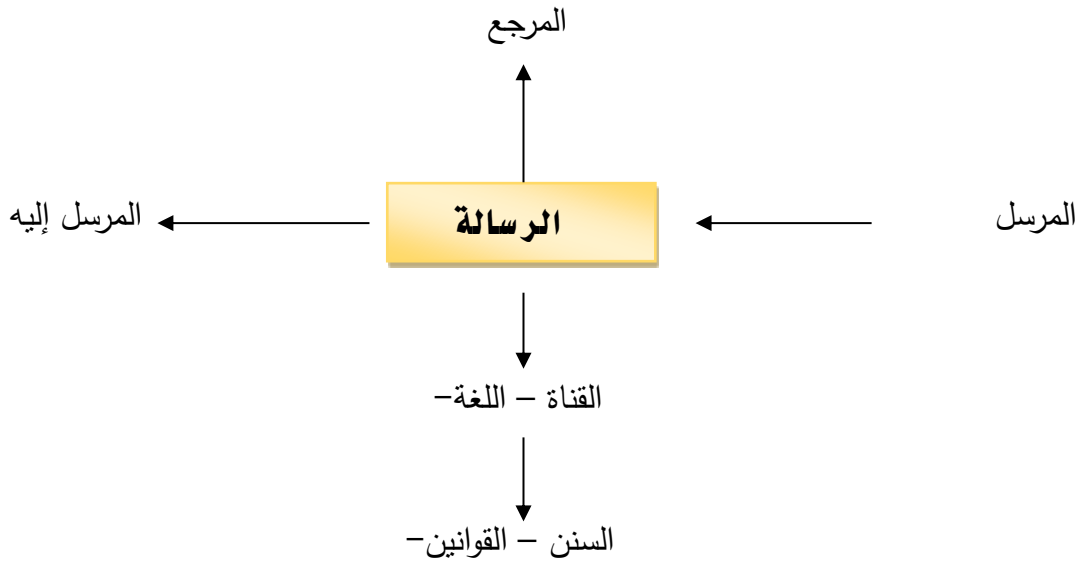 المرجع
المرسل
الرسالة
المرسل إليه
القناة – اللغة–
السنن – القوانين–